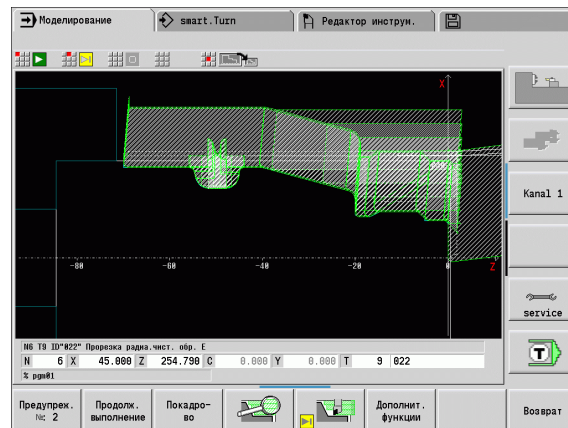 Моделирование
smart.Turn
Редактор инструм.
X
Kanal 1
-80
-60
-40
-20
0
Z
service
N6 T9 ID"022" Прорезка радиа.чист. обр. E
N 6 X 45.000 Z 254.790 C 0.000 Y 0.000 T 9 022
% pgm01
T
Предупреж.
№: 2
Продолж.
выполнение
Покадро-
во
Дополнит.
функции
Возврат